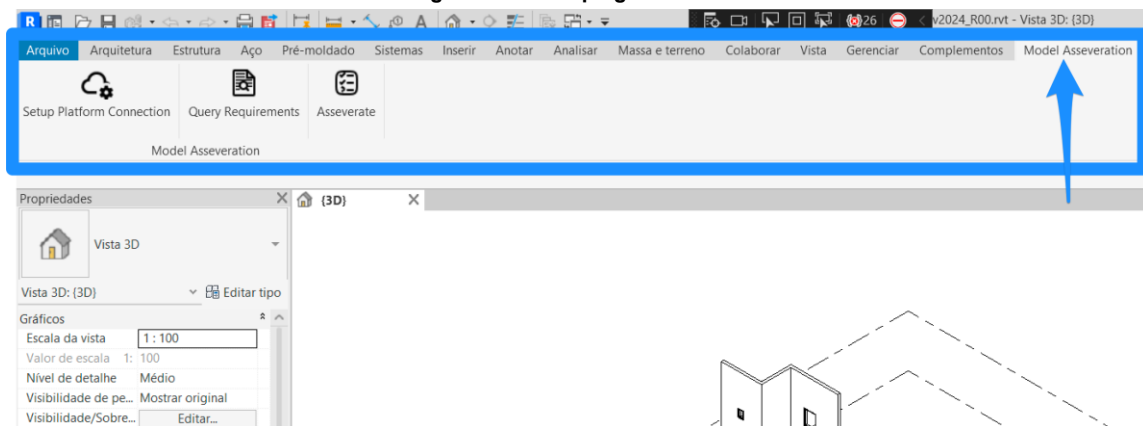 26 v2024_R00.rvt - Vista 3D: {3D}
Arquivo Arquitetura Estrutura Aço Pré-moldado Sistemas Inserir Anotar Analisar Massa e terreno Colaborar Vista Gerenciar Complementos Model Asseveration
Setup Platform Connection Query Requirements Asseverate
Model Asseveration
Propriedades {3D}
Vista 3D
Vista 3D: {3D} Editar tipo
Gráficos
Escala da vista 1 : 100
Valor de escala 1: 100
Nível de detalhe Médio
Visibilidade de pe... Mostrar original
Visibilidade/Sobre... Editar...